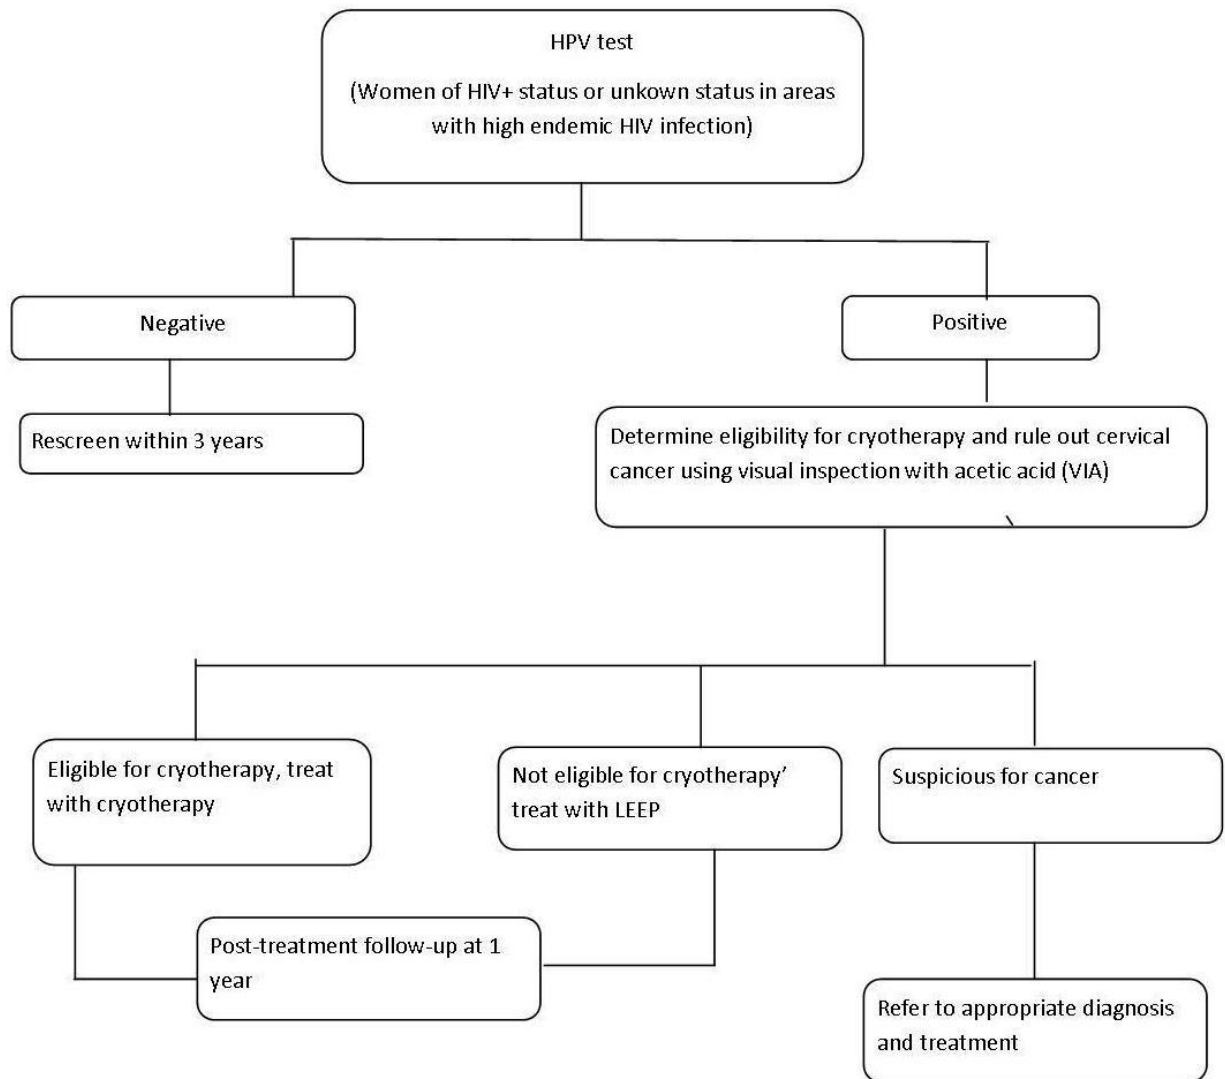 HPV test
(Women of HIV+ status or unkown status in areas
with high endemic HIV infection)
Negative
Positive
Rescreen within 3 years
Determine eligibility for cryotherapy and rule out cervical
cancer using visual inspection with acetic acid (VIA)
Eligible for cryotherapy, treat
with cryotherapy
Not eligible for cryotherapy’
treat with LEEP
Suspicious for cancer
Post-treatment follow-up at 1
year
Refer to appropriate diagnosis
and treatment